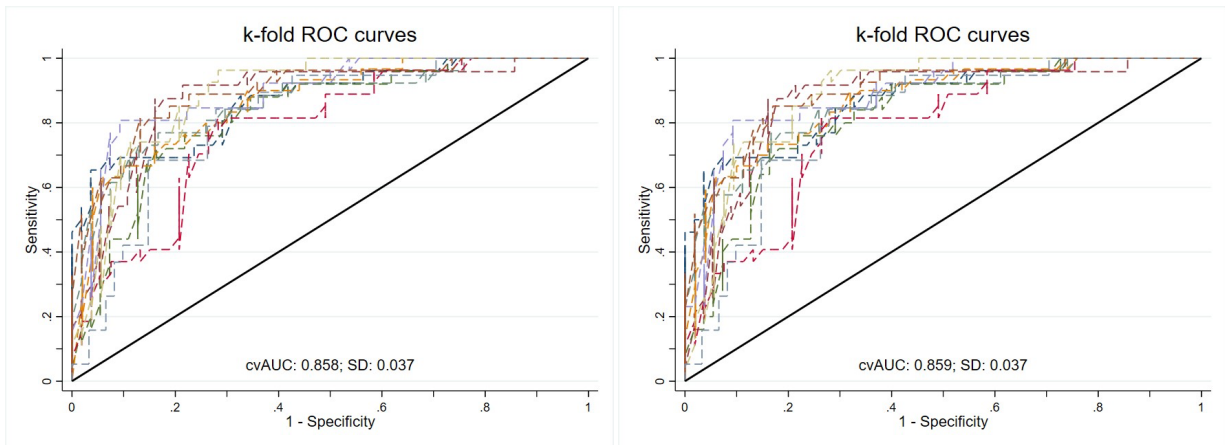 k-fold ROC curves
Sensitivity
1
.8
.6
.4
.2
0
cvAUC: 0.858; SD: 0.037
0 .2 .4 .6 .8 1
1 - Specificity
k-fold ROC curves
Sensitivity
1
.8
.6
.4
.2
0
cvAUC: 0.859; SD: 0.037
0 .2 .4 .6 .8 1
1 - Specificity